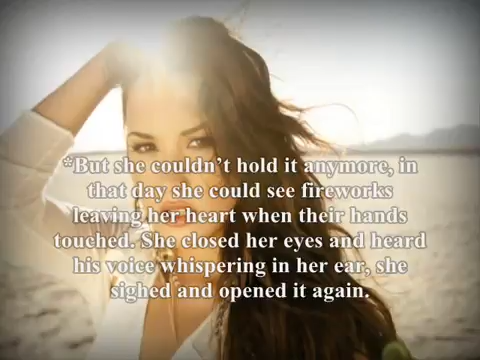 *But she couldn't hold it anymore, in
that day she could see fireworks
leaving her heart when their hands
touched. She closed her eyes and heard
his voice whispering in her ear, she
sighed and opened it again.